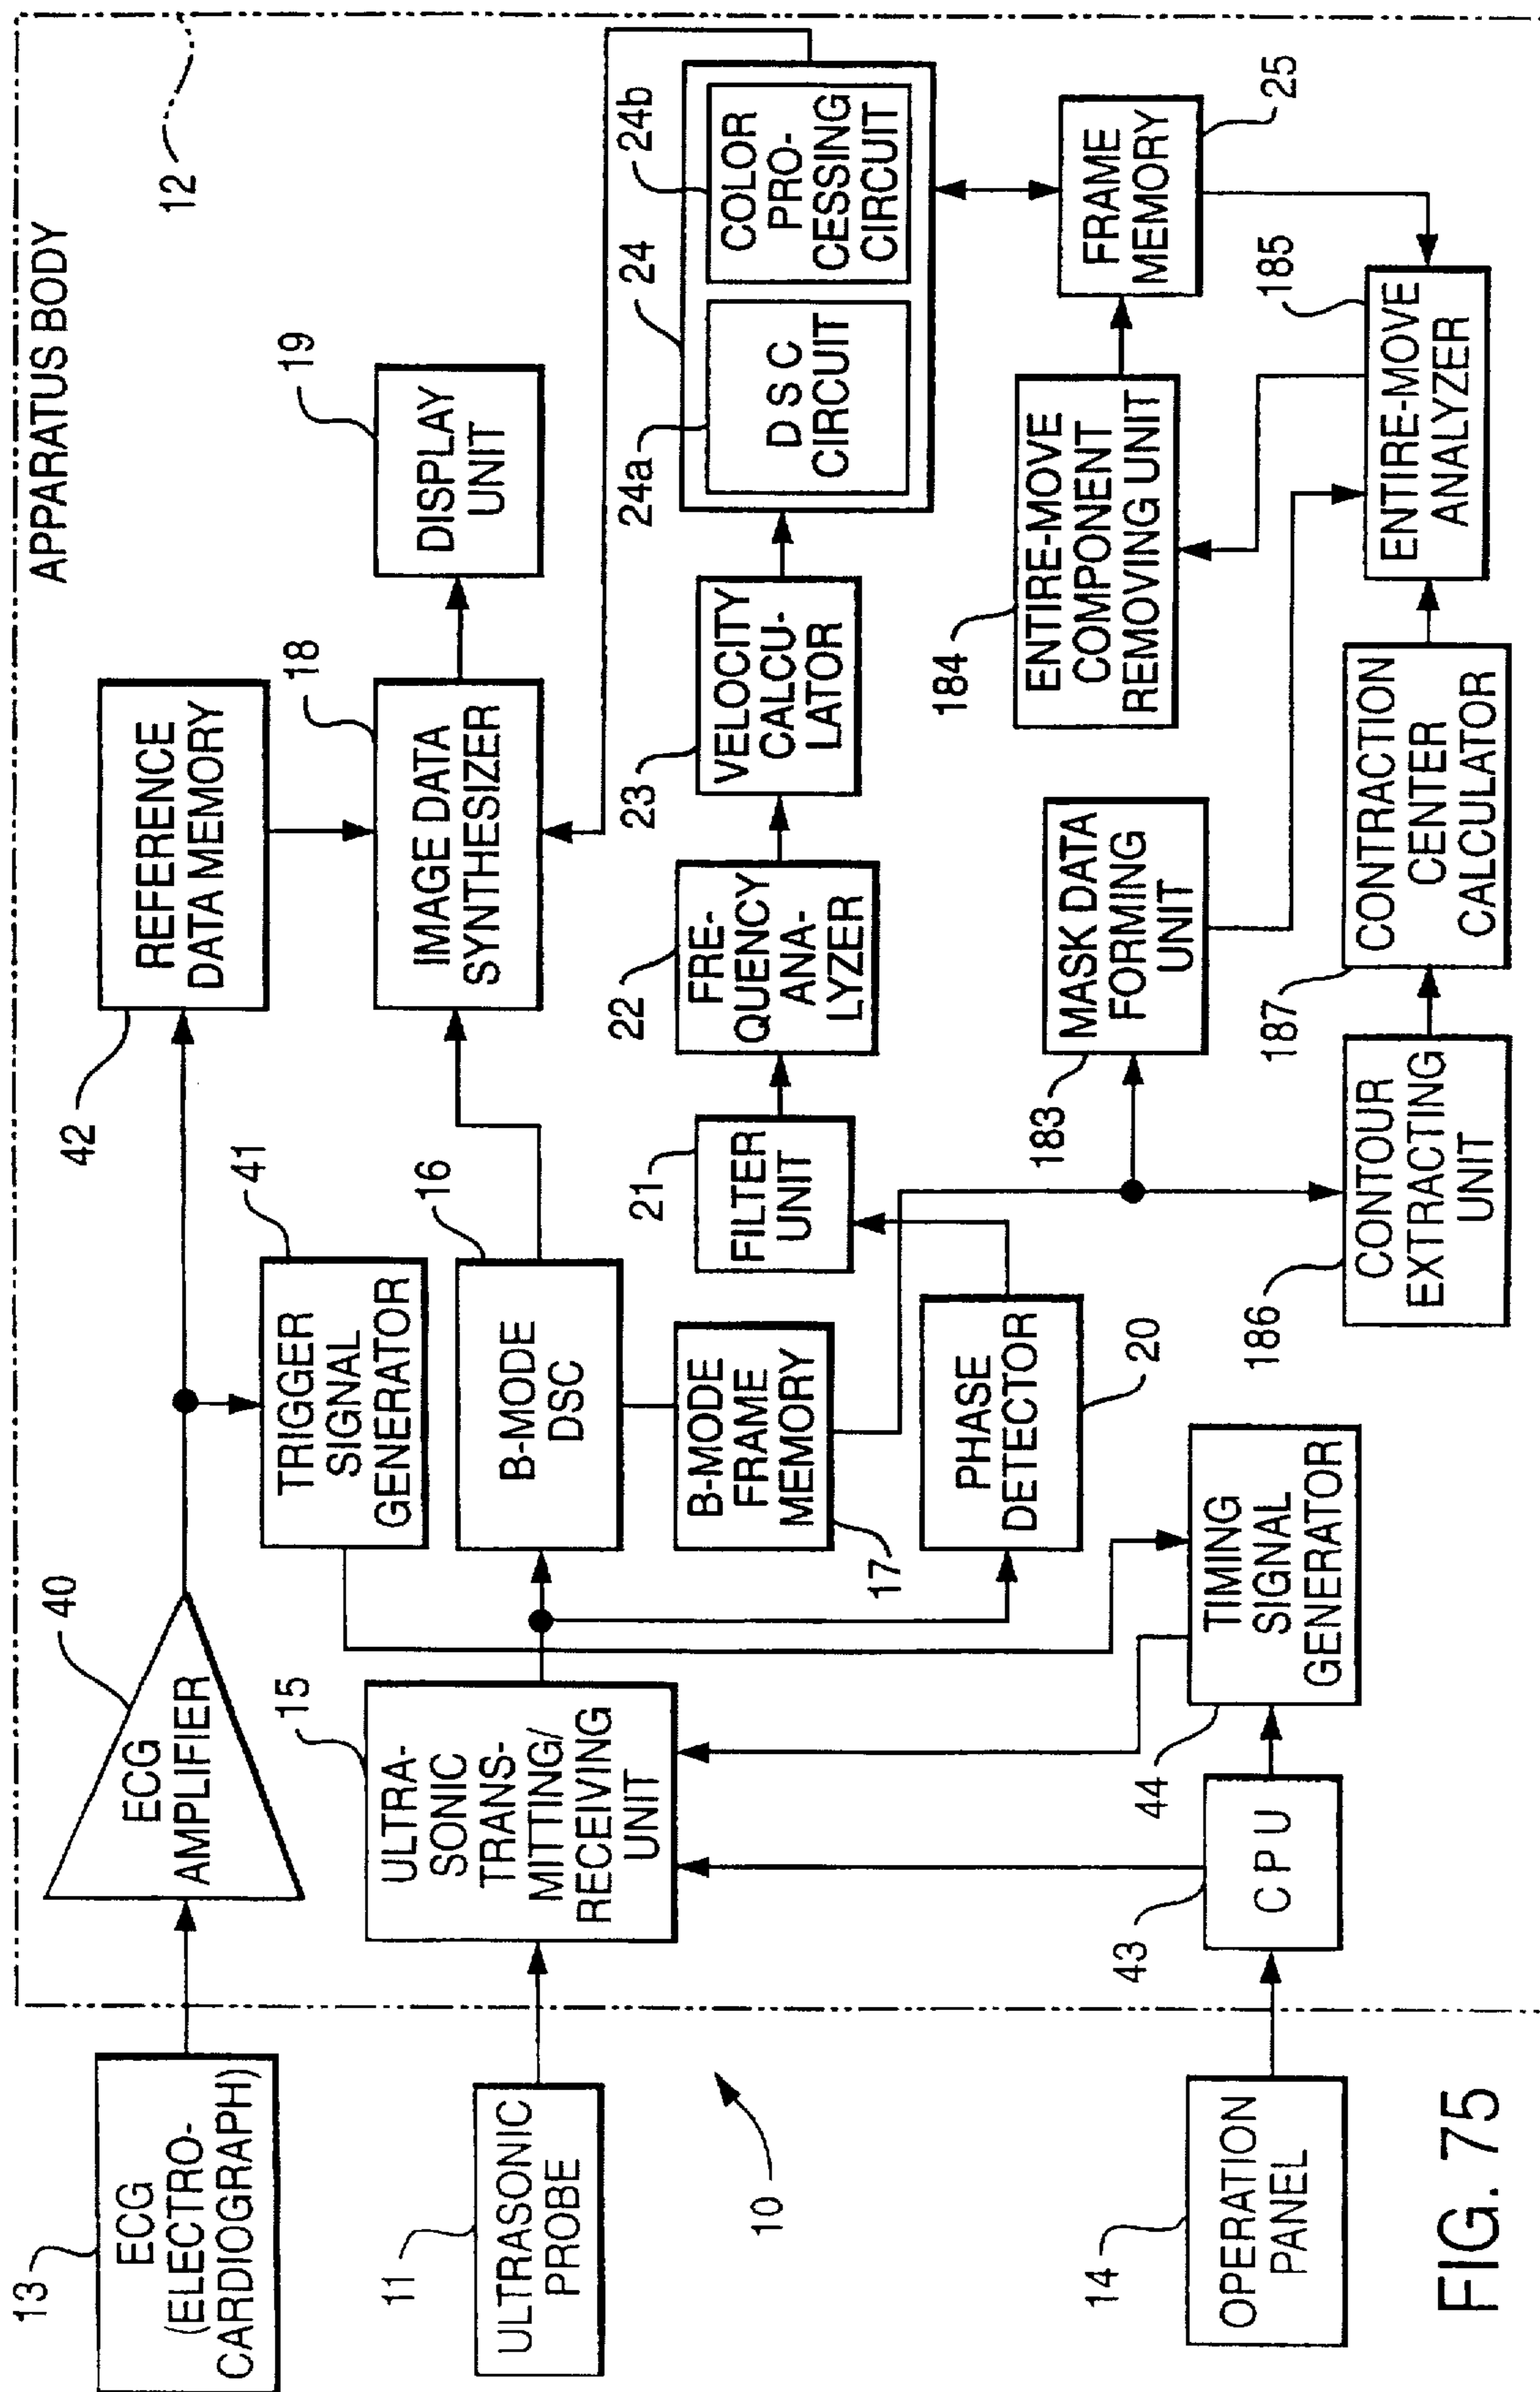 APPARATUS BODY
12
13
ECG
(ELECTRO-
CARDIOGRAPH)
40
ECG
AMPLIFIER
42
REFERENCE
DATA MEMORY
41
TRIGGER
SIGNAL
GENERATOR
11
ULTRASONIC
PROBE
15
ULTRA-
SONIC
TRANS-
MITTING/
RECEIVING
UNIT
16
B-MODE
DSC
18
IMAGE DATA
SYNTHESIZER
19
DISPLAY
UNIT
B-MODE
FRAME
MEMORY
17
21
FILTER
UNIT
22
FRE-
QUENCY
ANA-
LYZER
23
VELOCITY
CALCU-
LATOR
24
24a
DSC
CIRCUIT
24b
COLOR
PRO-
CESSING
CIRCUIT
10
PHASE
DETECTOR
20
183
MASK DATA
FORMING
UNIT
184
ENTIRE-MOVE
COMPONENT
REMOVING UNIT
FRAME
MEMORY
25
14
OPERATION
PANEL
43
CPU
44
TIMING
SIGNAL
GENERATOR
186
CONTOUR
EXTRACTING
UNIT
187
CONTRACTION
CENTER
CALCULATOR
185
ENTIRE-MOVE
ANALYZER
FIG. 75